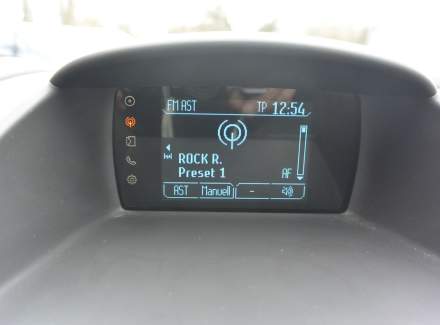 FM AST TP 12:54
ROCK R.
Preset 1 AF
AST Manuell -